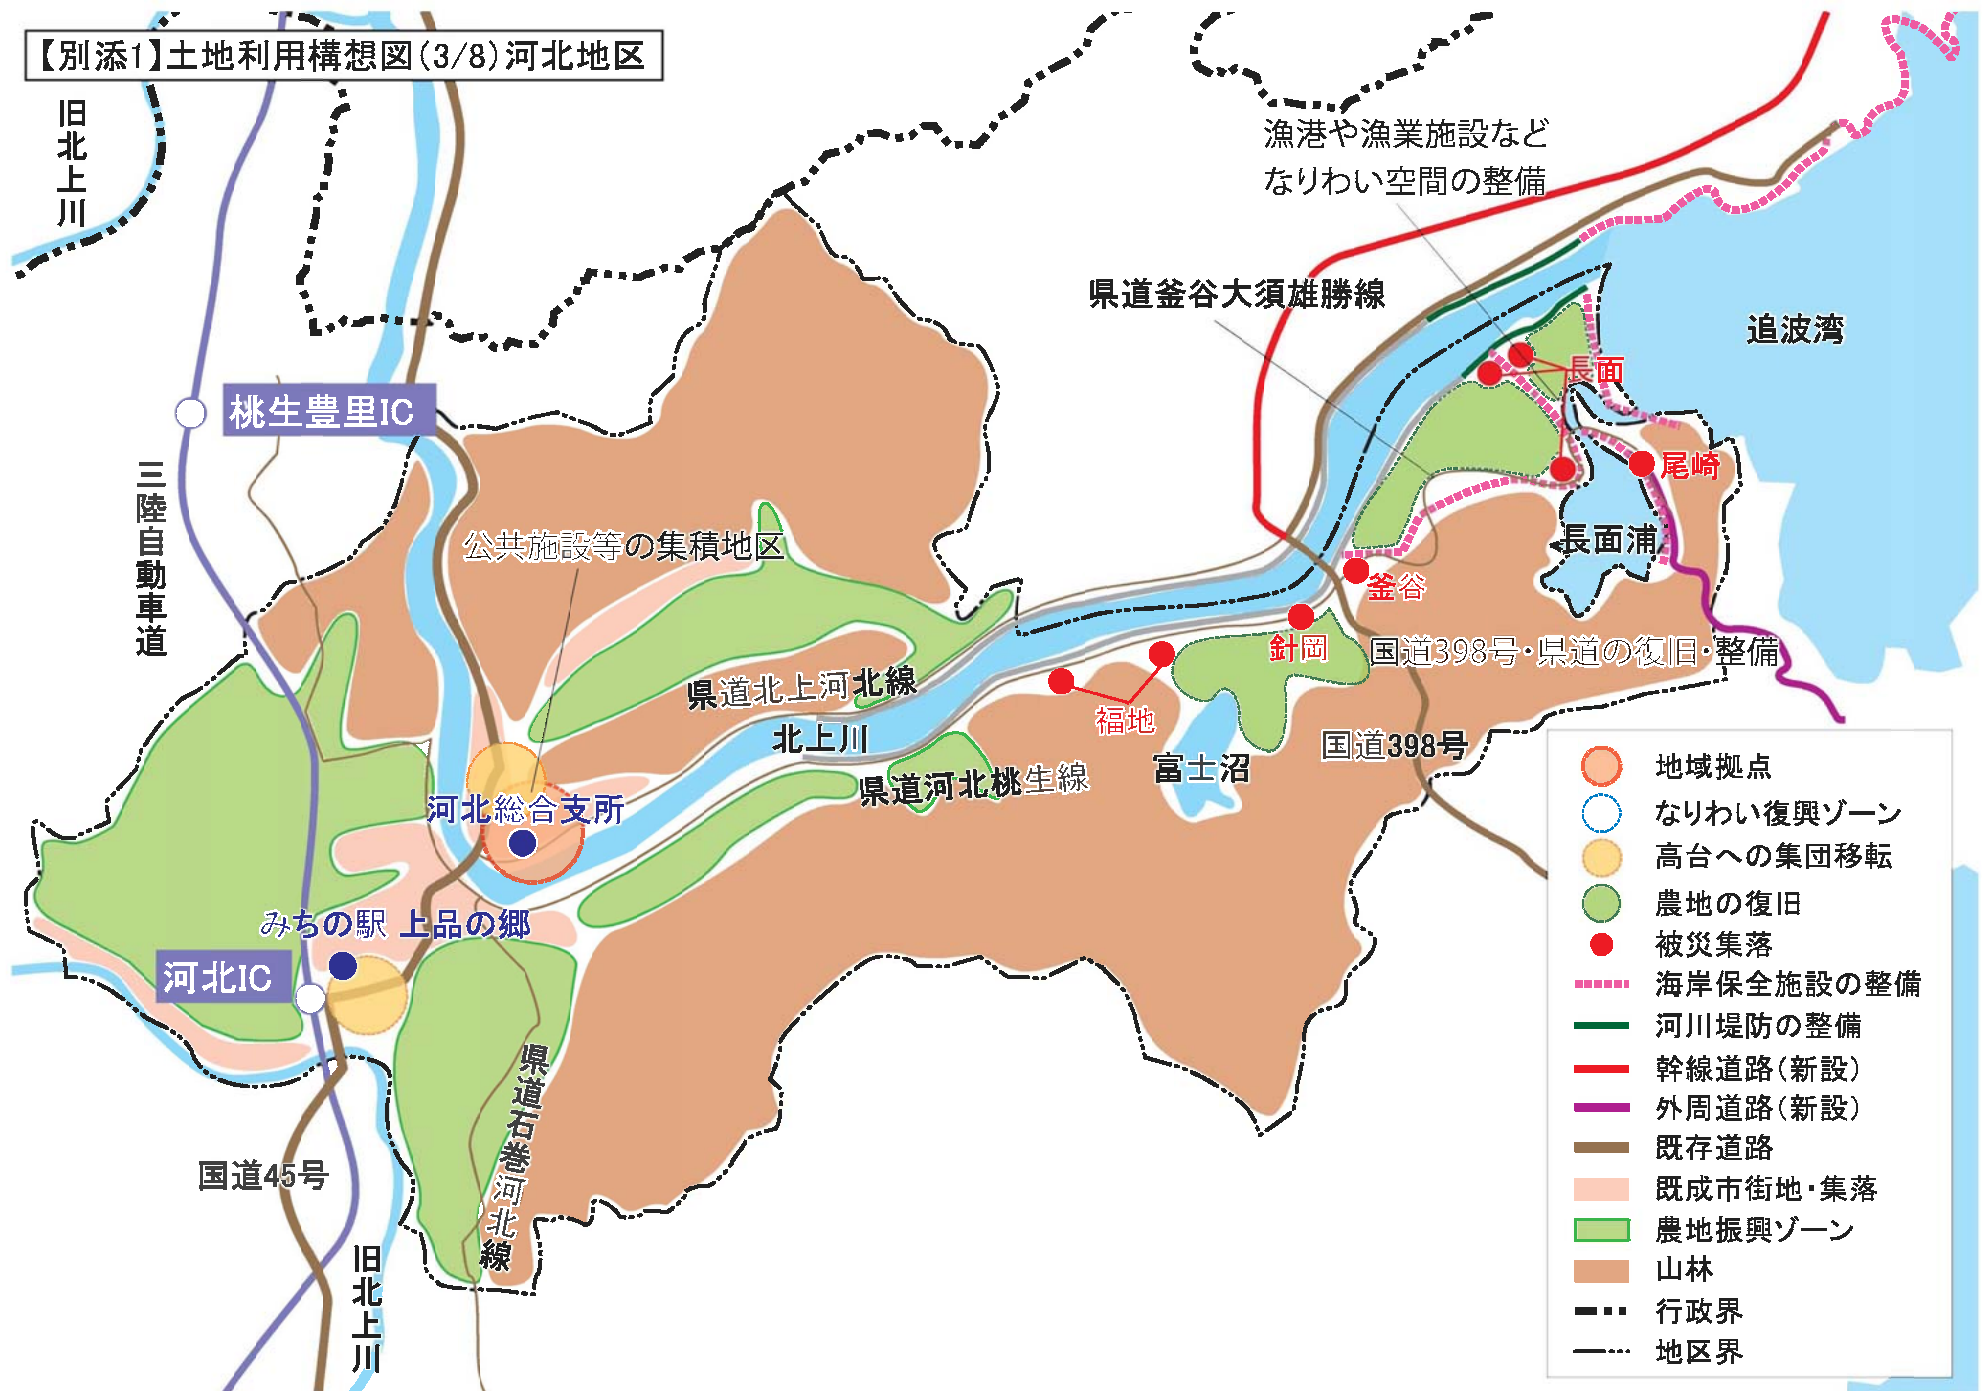 【別添1】土地利用構想図(3/8)河北地区
旧北上川
漁港や漁業施設など
なりわい空間の整備
県道釜谷大須雄勝線
追波湾
長面
桃生豊里IC
三陸自動車道
尾崎
公共施設等の集積地区
長面浦
釜谷
針岡
国道398号・県道の復旧・整備
県道北上河北線
福地
北上川
国道398号
富士沼
県道河北桃生線
河北総合支所
みちの駅 上品の郷
河北IC
県道石巻河北線
国道45号
旧北上川
地域拠点
なりわい復興ゾーン
高台への集団移転
農地の復旧
被災集落
海岸保全施設の整備
河川堤防の整備
幹線道路(新設)
外周道路(新設)
既存道路
既成市街地・集落
農地振興ゾーン
山林
行政界
地区界